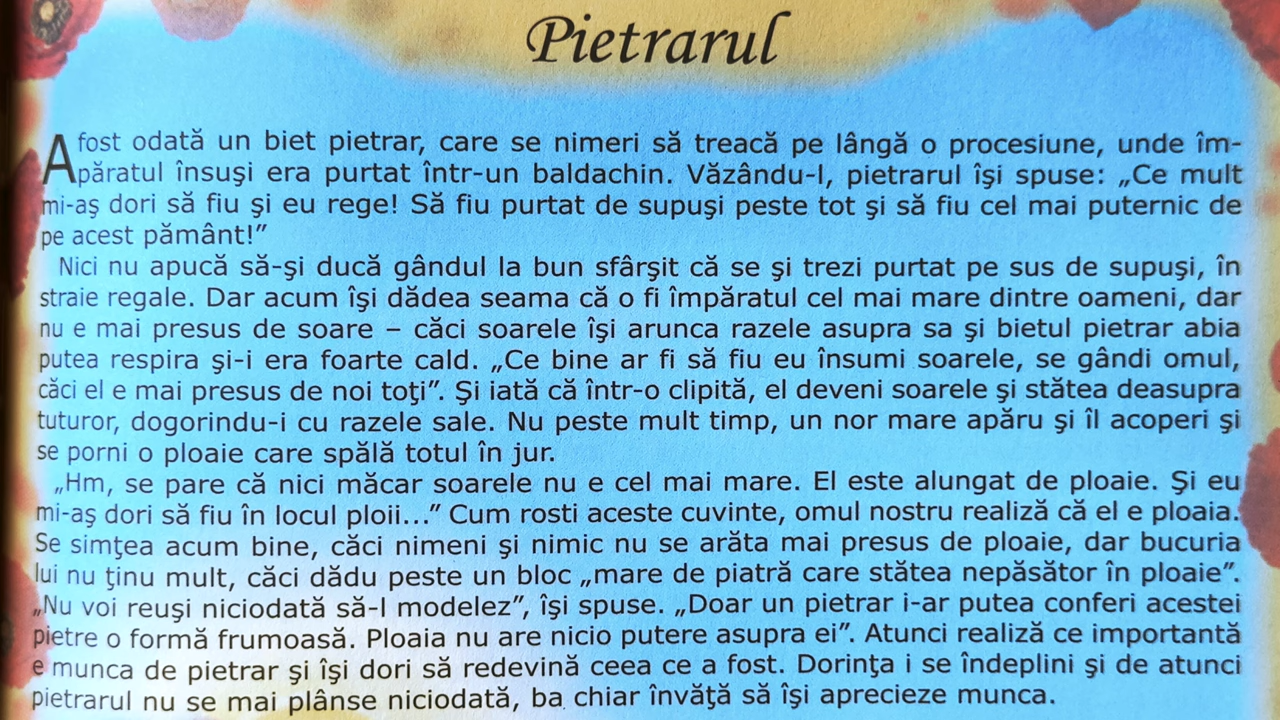 Pietrarul
A fost odată un biet pietrar, care se nimeri să treacă pe lângă o procesiune, unde îm-
păratul însuşi era purtat într-un baldachin. Văzându-l, pietrarul îşi spuse: „Ce mult
mi-aş dori să fiu şi eu rege! Să fiu purtat de supuşi peste tot şi să fiu cel mai puternic de
pe acest pământ!”
Nici nu apucă să-şi ducă gândul la bun sfârşit că se şi trezi purtat pe sus de supuşi, în
straie regale. Dar acum îşi dădea seama că o fi împăratul cel mai mare dintre oameni, dar
nu e mai presus de soare – căci soarele îşi arunca razele asupra sa şi bietul pietrar abia
putea respira şi-i era foarte cald. „Ce bine ar fi să fiu eu însumi soarele, se gândi omul,
căci el e mai presus de noi toţi”. Şi iată că într-o clipită, el deveni soarele şi stătea deasupra
tuturor, dogorindu-i cu razele sale. Nu peste mult timp, un nor mare apăru şi îl acoperi şi
se porni o ploaie care spălă totul în jur.
„Hm, se pare că nici măcar soarele nu e cel mai mare. El este alungat de ploaie. Şi eu
mi-aş dori să fiu în locul ploii...” Cum rosti aceste cuvinte, omul nostru realiză că el e ploaia.
Se simţea acum bine, căci nimeni şi nimic nu se arăta mai presus de ploaie, dar bucuria
lui nu ţinu mult, căci dădu peste un bloc „mare de piatră care stătea nepăsător în ploaie”.
„Nu voi reuşi niciodată să-l modelez”, îşi spuse. „Doar un pietrar i-ar putea conferi acestei
pietre o formă frumoasă. Ploaia nu are nicio putere asupra ei”. Atunci realiză ce importantă
e munca de pietrar şi îşi dori să redevină ceea ce a fost. Dorinţa i se îndeplini şi de atunci
pietrarul nu se mai plânse niciodată, ba chiar învăţă să îşi aprecieze munca.